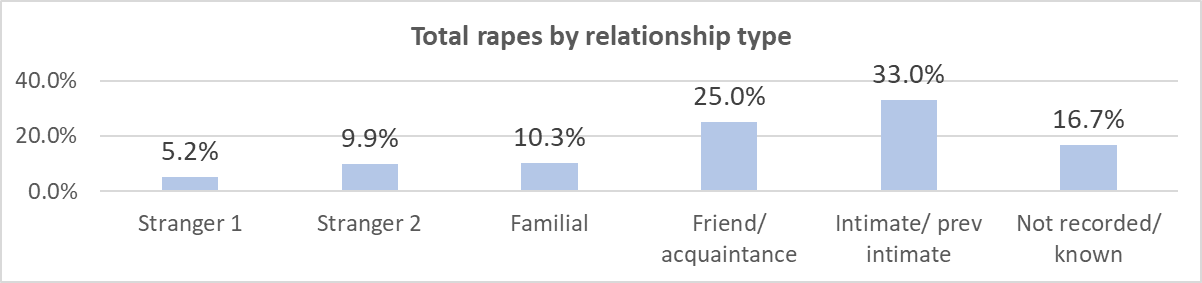 Total rapes by relationship type
40.0%
20.0%
0.0%
5.2%
9.9%
10.3%
25.0%
33.0%
16.7%
Stranger 1
Stranger 2
Familial
Friend/
acquaintance
Intimate/ prev
intimate
Not recorded/
known